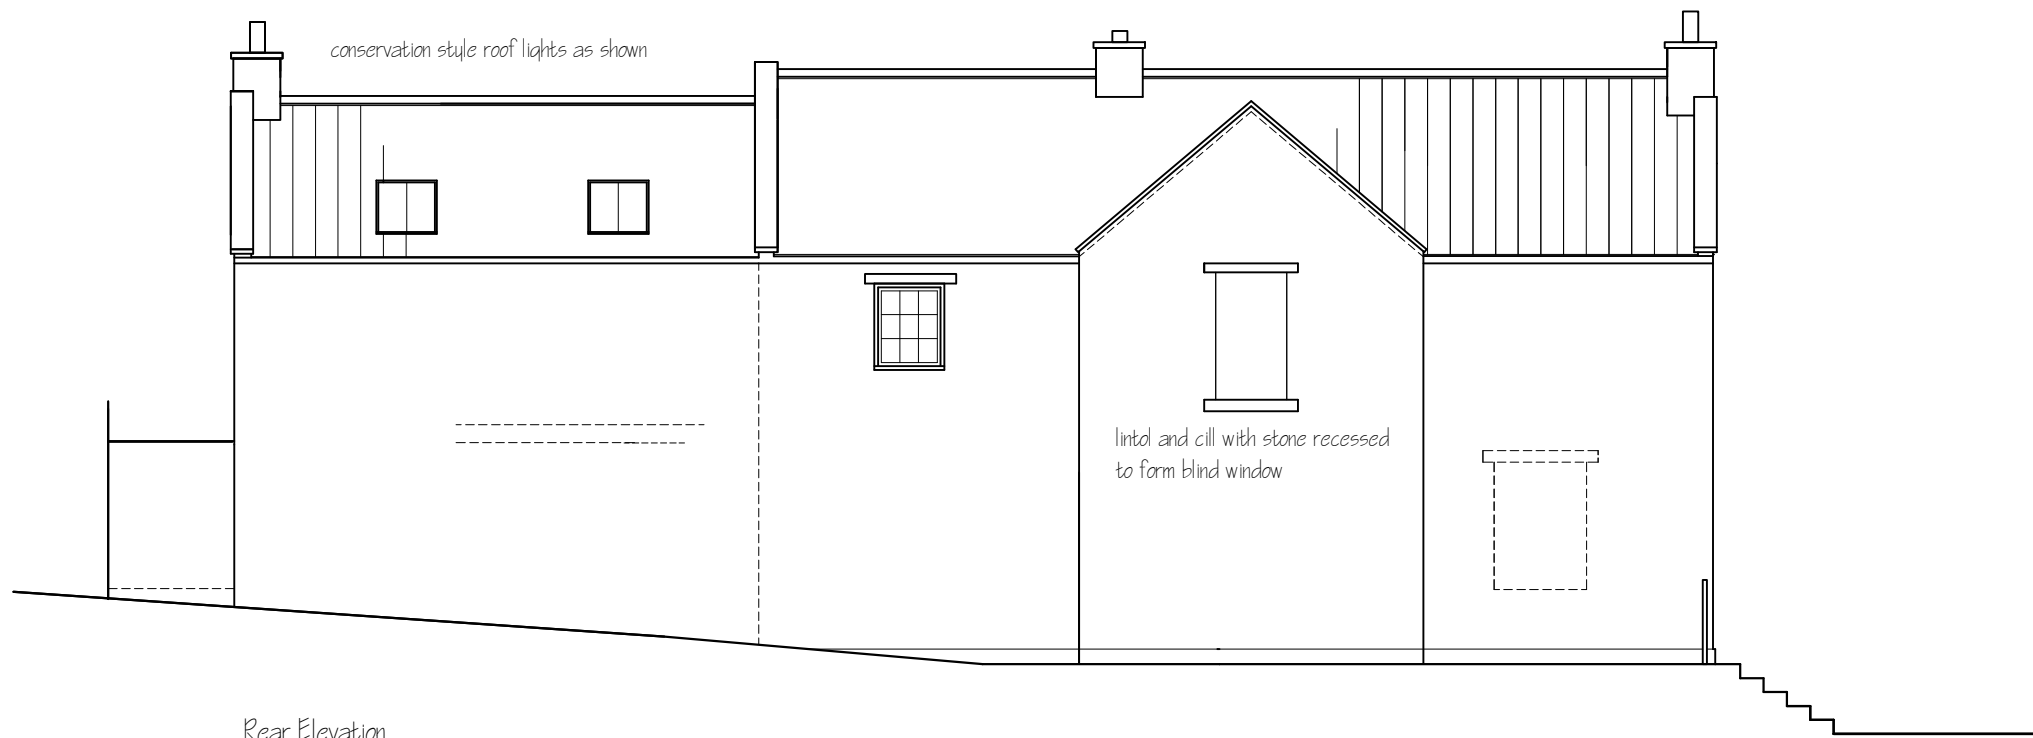 conservation style roof lights as shown
lintol and cill with stone recessed
to form blind window
Rear Elevation